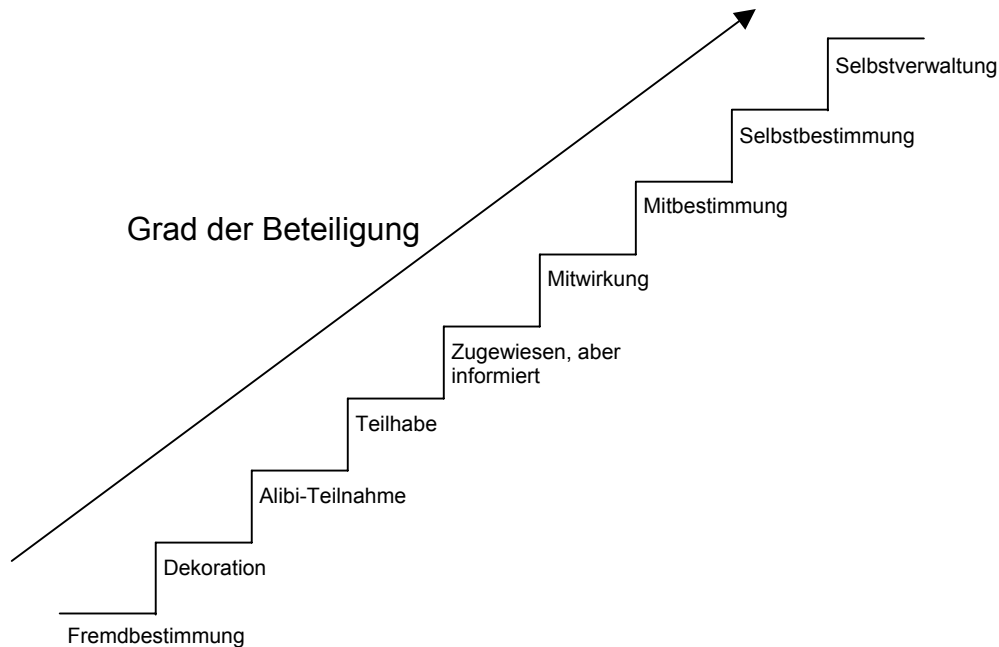 Selbstverwaltung
Selbstbestimmung
Mitbestimmung
Grad der Beteiligung
Mitwirkung
Zugewiesen, aber
informiert
Teilhabe
Alibi-Teilnahme
Dekoration
Fremdbestimmung